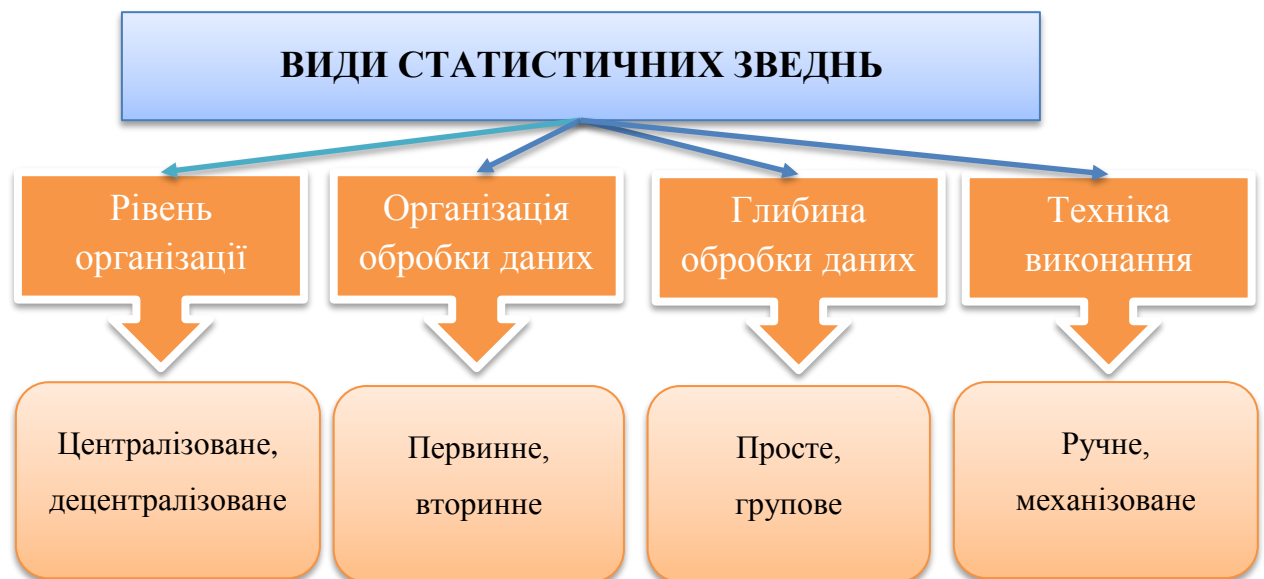 ВИДИ СТАТИСТИЧНИХ ЗВЕДНЬ
Рівень
організації
Організація
обробки даних
Глибина
обробки даних
Техніка
виконання
Централізоване,
децентралізоване
Первинне,
вторинне
Просте,
групове
Ручне,
механізоване